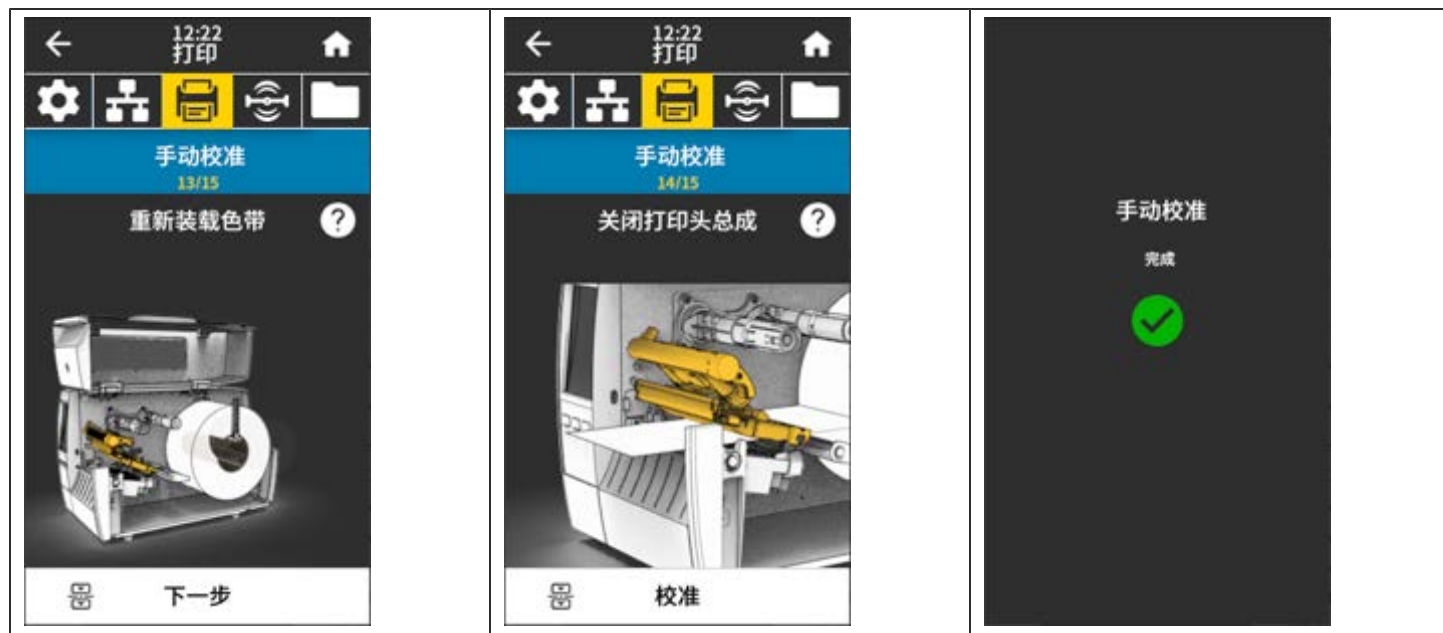 12:22
打印
手动校准
13/15
重新装载色带
?
下一步
12:22
打印
手动校准
14/15
关闭打印头总成
?
校准
手动校准
完成